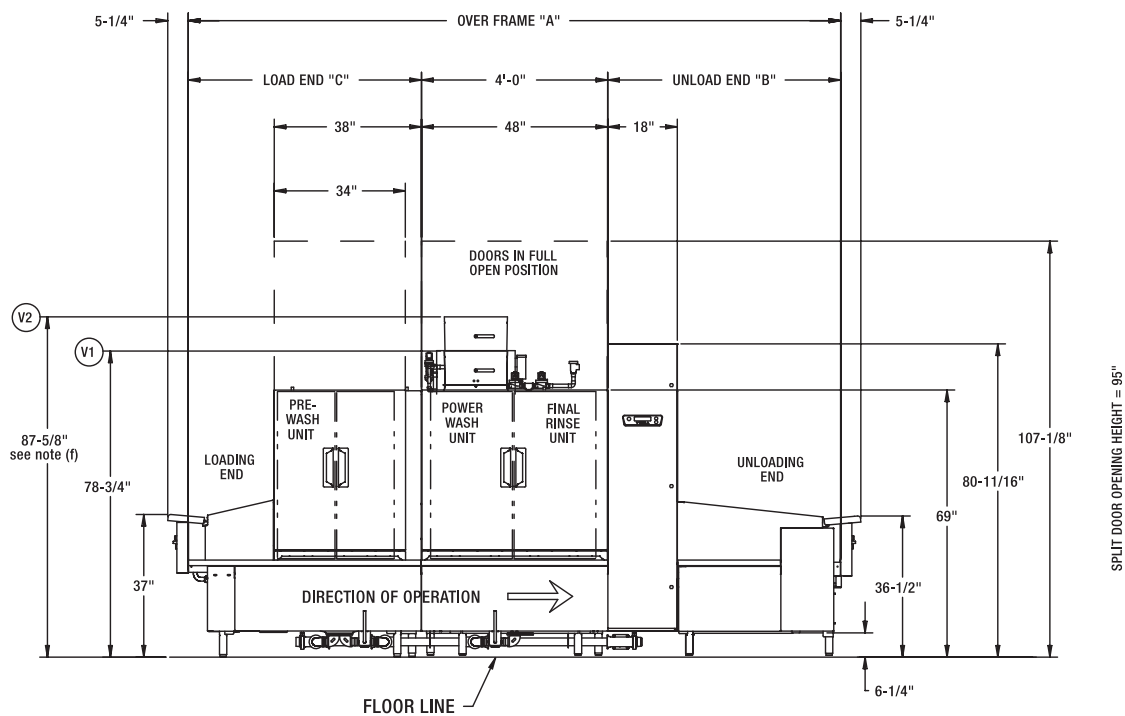 5-1/4"
OVER FRAME "A"
5-1/4"
LOAD END "C"
4'-0"
UNLOAD END "B"
38"
48"
18"
34"
DOORS IN FULL
OPEN POSITION
V2
V1
PRE-
WASH
UNIT
POWER
WASH
UNIT
FINAL
RINSE
UNIT
87-5/8"
see note (f)
78-3/4"
LOADING
END
UNLOADING
END
107-1/8"
80-11/16"
69"
SPLIT DOOR OPENING HEIGHT = 95"
37"
DIRECTION OF OPERATION
36-1/2"
6-1/4"
FLOOR LINE